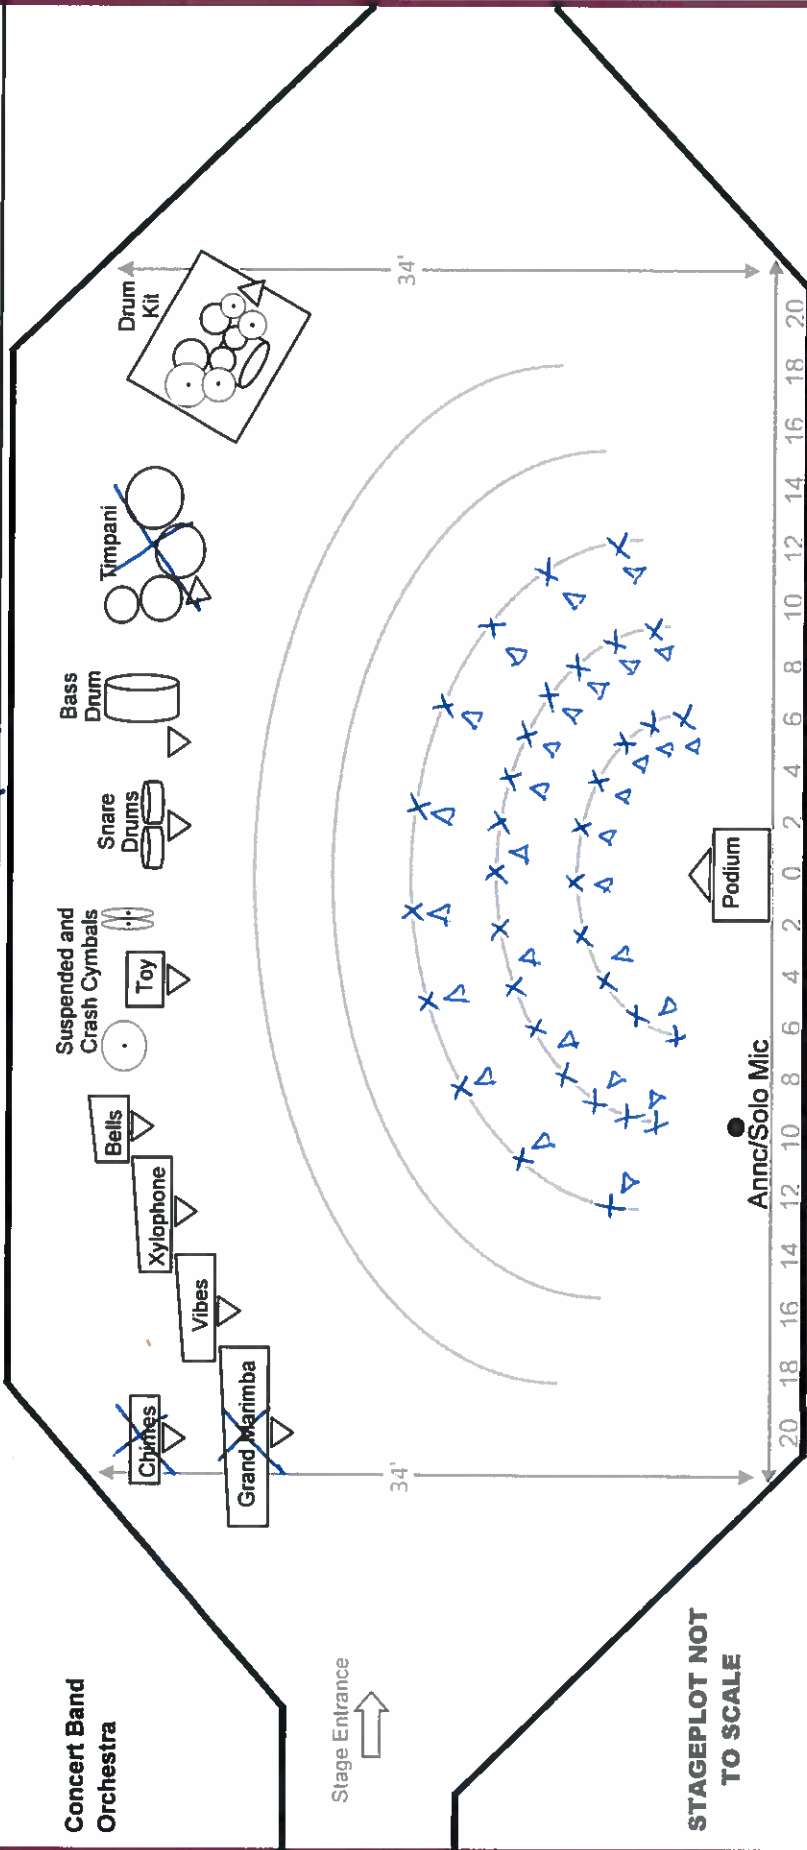 Concert Band
Orchestra
Stage Entrance
STAGEPLOT NOT
TO SCALE
Chimes
Grand Marimba
Vibes
Xylophone
Bells
Suspended and
Crash Cymbals
Toy
Snare
Drums
Bass
Drum
Timpani
Drum
Kit
34'
34'
Annc/Solo Mic
Podium
20 18 16 14 12 10 8 6 4 2 0 2 4 6 8 10 12 14 16 18 20